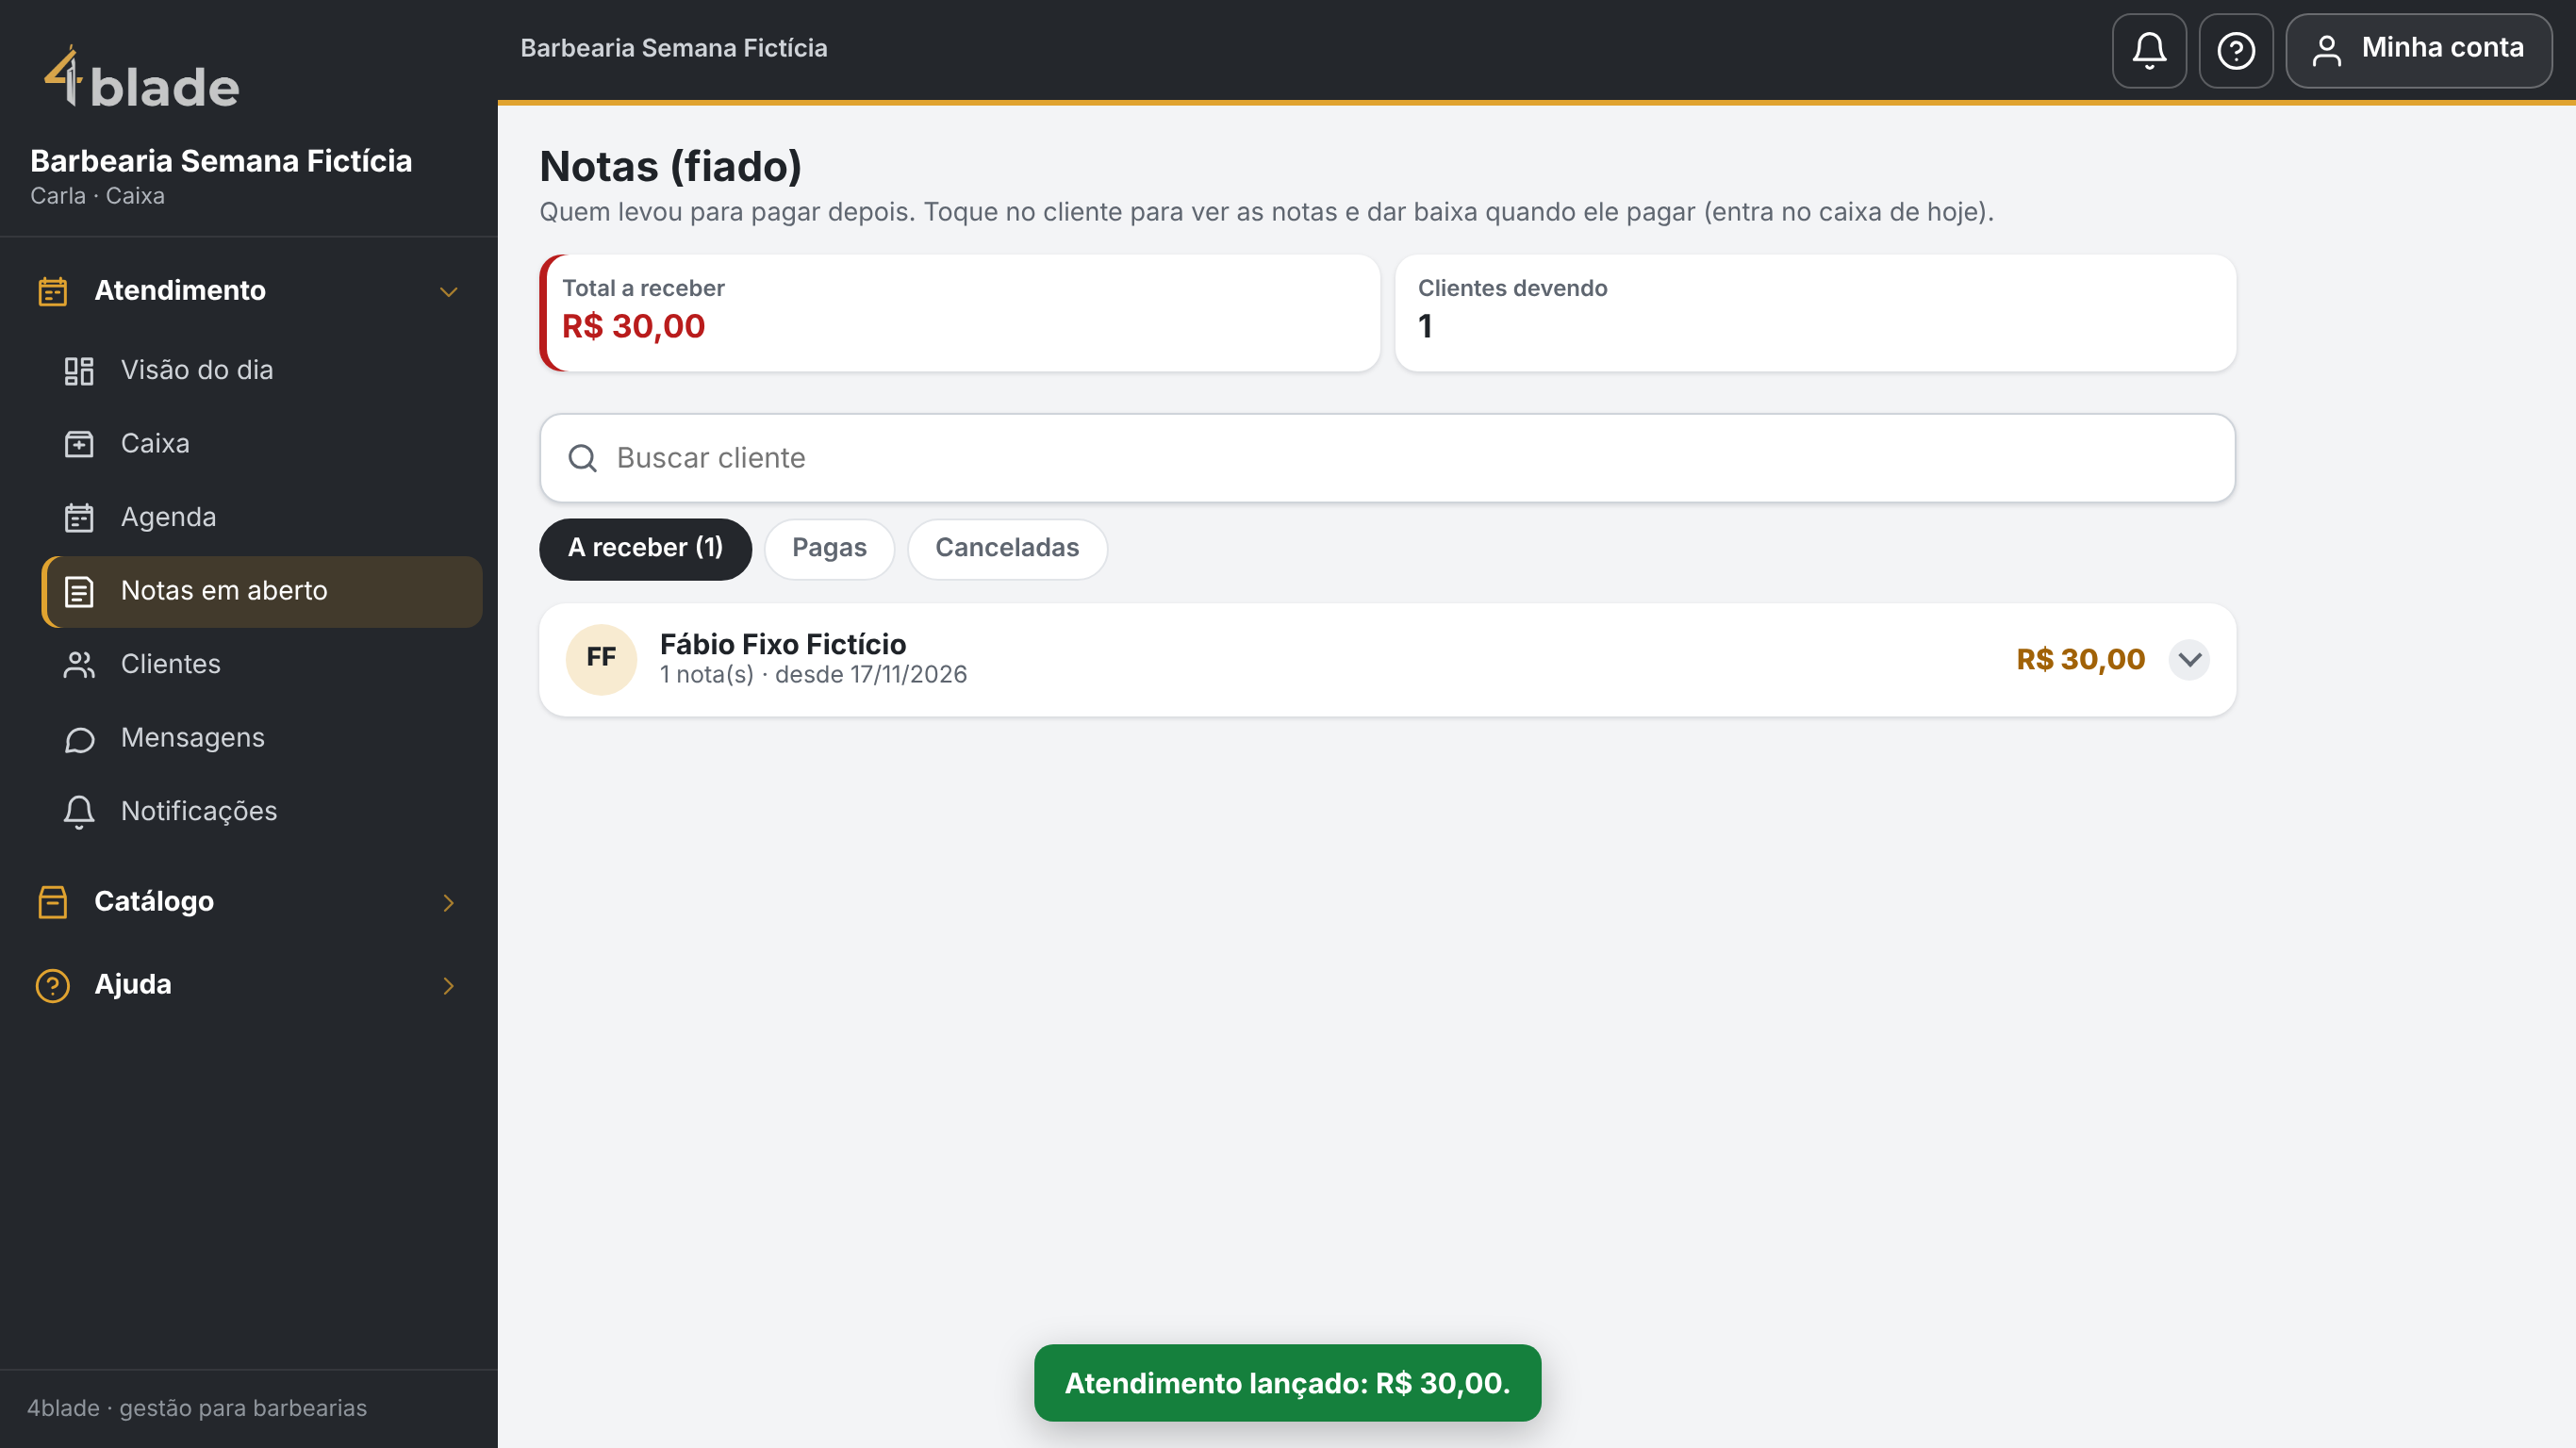 4blade
Barbearia Semana Fictícia
Carla · Caixa
Atendimento
Visão do dia
Caixa
Agenda
Notas em aberto
Clientes
Mensagens
Notificações
Catálogo
Ajuda
4blade · gestão para barbearias
Barbearia Semana Fictícia
Minha conta
Notas (fiado)
Quem levou para pagar depois. Toque no cliente para ver as notas e dar baixa quando ele pagar (entra no caixa de hoje).
Total a receber
R$ 30,00
Clientes devendo
1
Buscar cliente
A receber (1)
Pagas
Canceladas
FF
Fábio Fixo Fictício
1 nota(s) · desde 17/11/2026
R$ 30,00
Atendimento lançado: R$ 30,00.